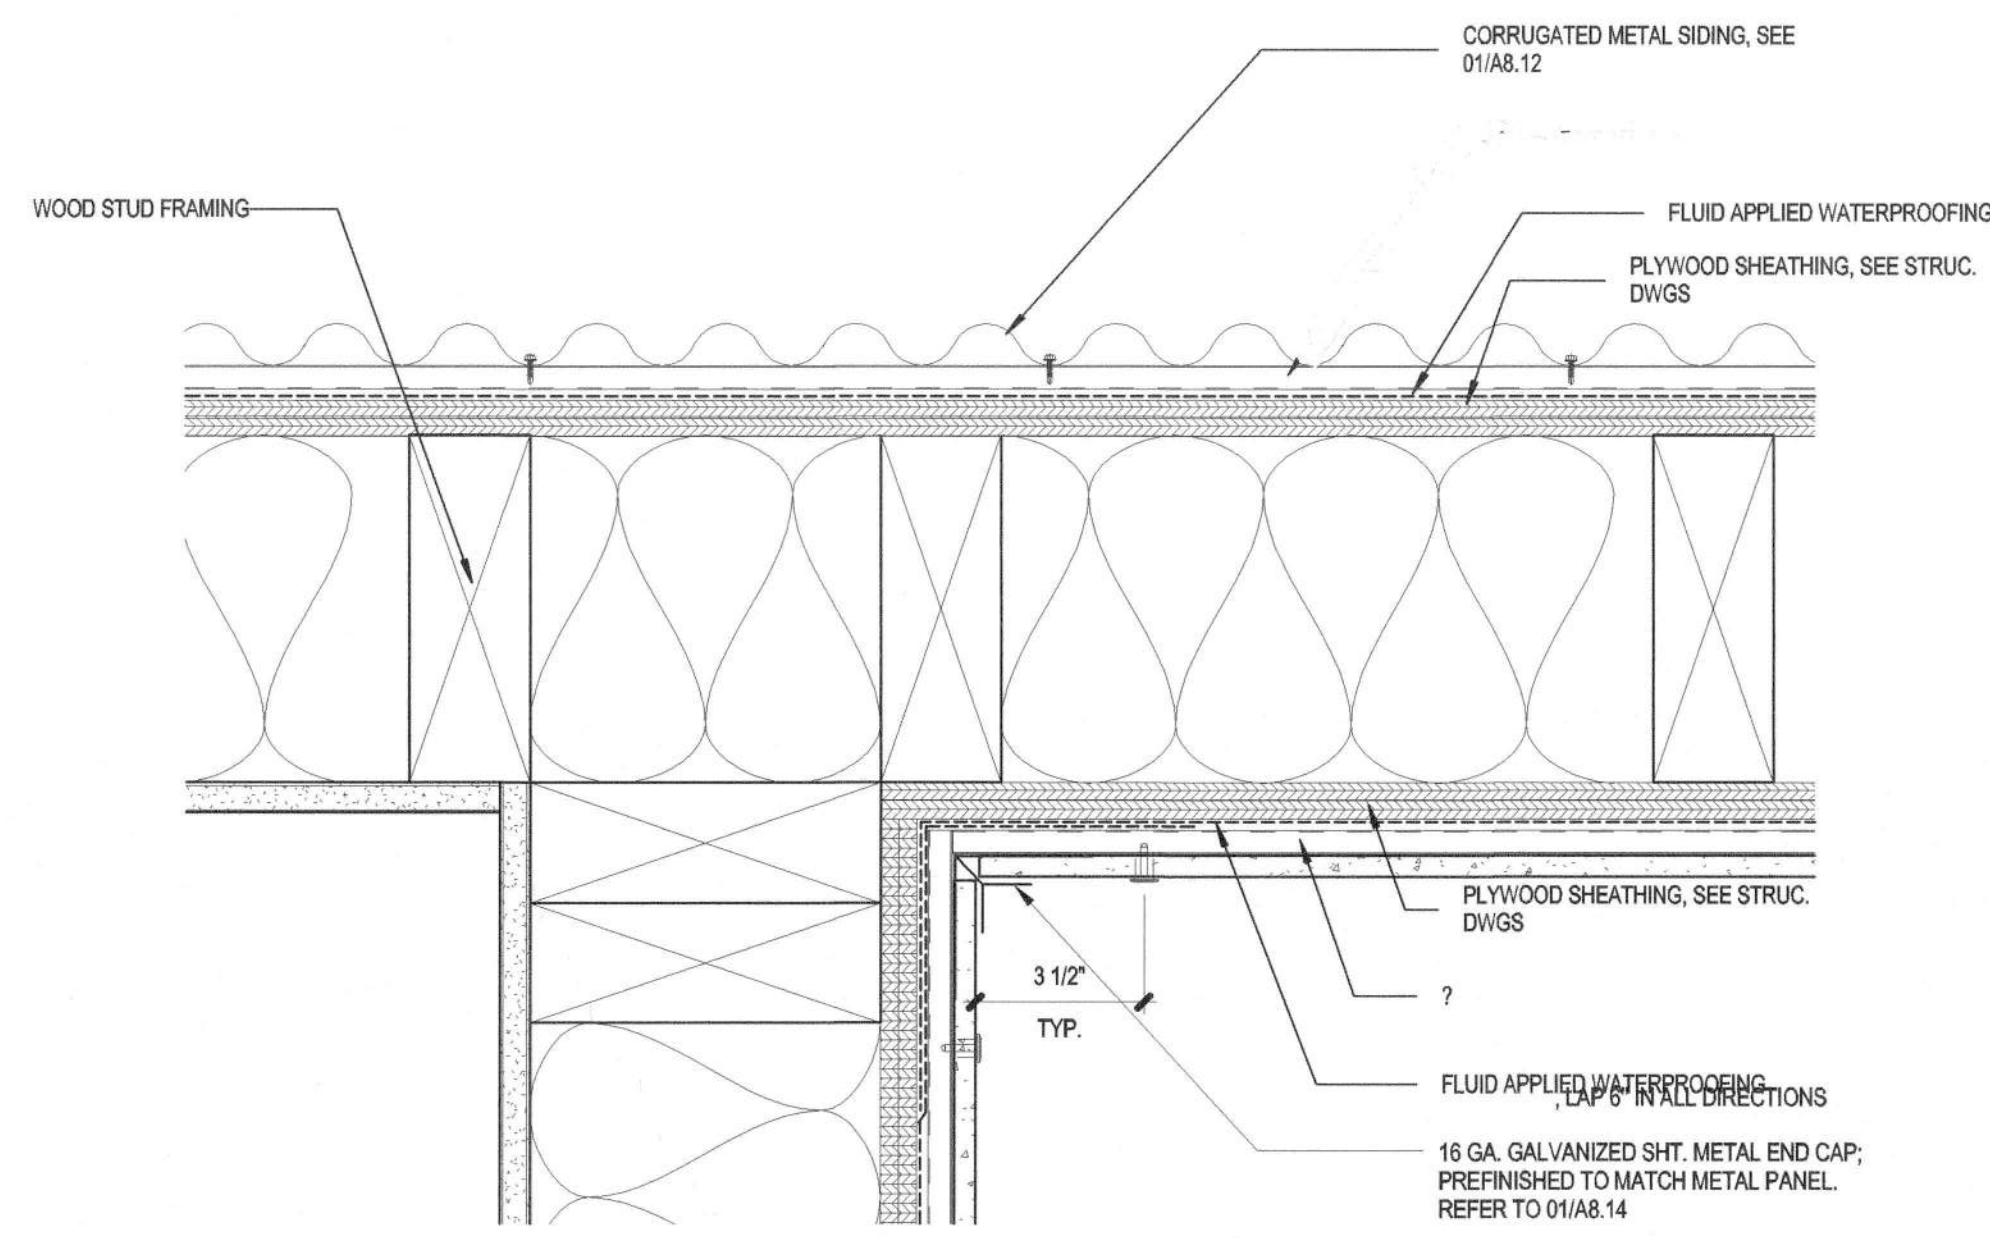 CORRUGATED METAL SIDING, SEE
01/A8.12
WOOD STUD FRAMING
FLUID APPLIED WATERPROOFING
PLYWOOD SHEATHING, SEE STRUC.
DWGS
PLYWOOD SHEATHING, SEE STRUC.
DWGS
3 1/2"
TYP.
?
FLUID APPLIED WATERPROOFING
, LAP 6" IN ALL DIRECTIONS
16 GA. GALVANIZED SHT. METAL END CAP;
PREFINISHED TO MATCH METAL PANEL.
REFER TO 01/A8.14